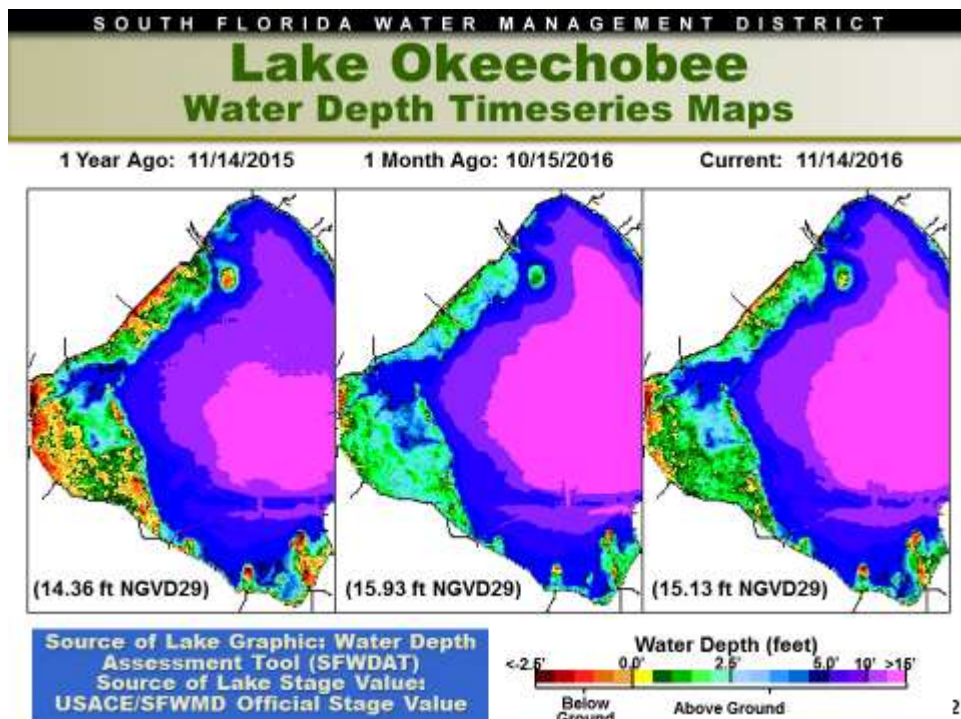 SOUTH FLORIDA WATER MANAGEMENT DISTRICT
Lake Okeechobee
Water Depth Timeseries Maps
1 Year Ago: 11/14/2015
1 Month Ago: 10/15/2016
Current: 11/14/2016
(14.36 ft NGVD29)
(15.93 ft NGVD29)
(15.13 ft NGVD29)
Source of Lake Graphic: Water Depth
Assessment Tool (SFWDAT)
Source of Lake Stage Value:
USACE/SFWMD Official Stage Value
Water Depth (feet)
<-2.5' 0.0' 2.5' 5.0' 10' >15'
Below
Ground
Above Ground
2